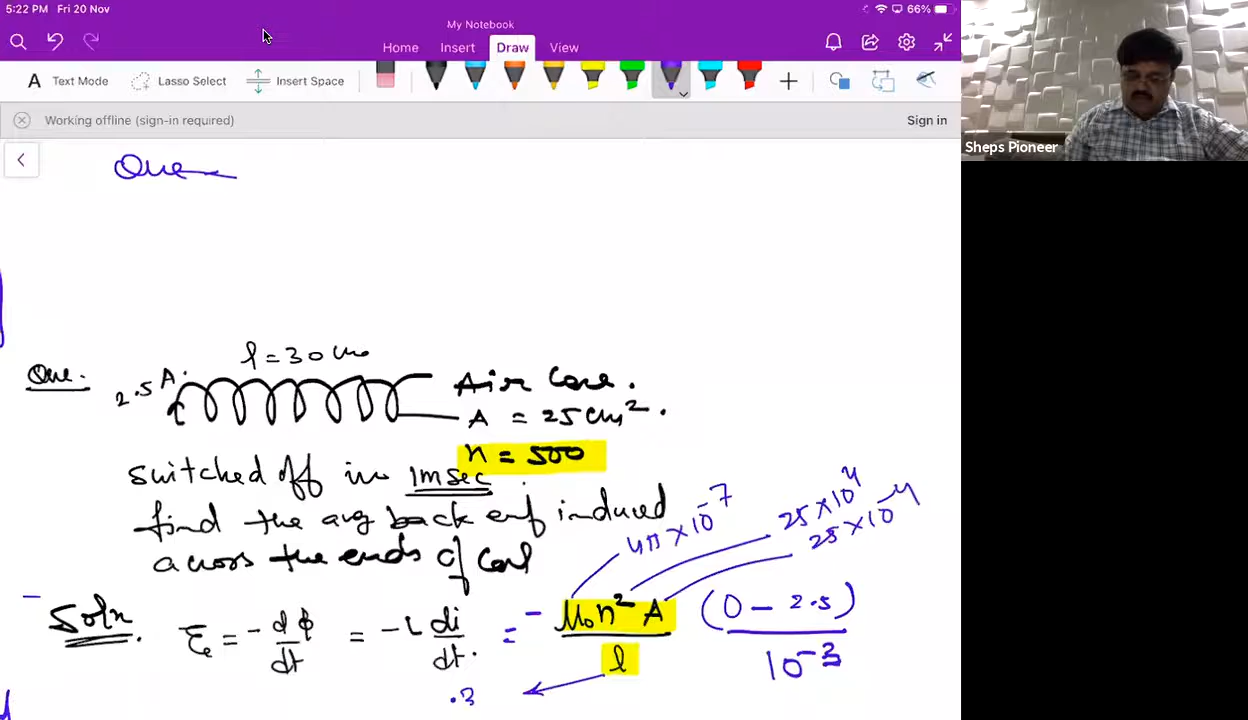 5:22 PM Fri 20 Nov
66%
My Notebook
Home Insert Draw View
A Text Mode Lasso Select Insert Space
Working offline (sign-in required) Sign in
Sheps Pioneer
Que
l = 30 cm
Que. 2.5 A. Air Core.
A = 25 cm².
n = 500
switched off in 1msec.
find the avg back emf induced
across the ends of coil
4π × 10⁻⁷ 25 × 10⁴
25 × 10⁻⁴
Soln. ℰ = - dϕ/dt = - L di/dt. = - μ₀n²A/l (0 - 2.5)/10⁻³
.3